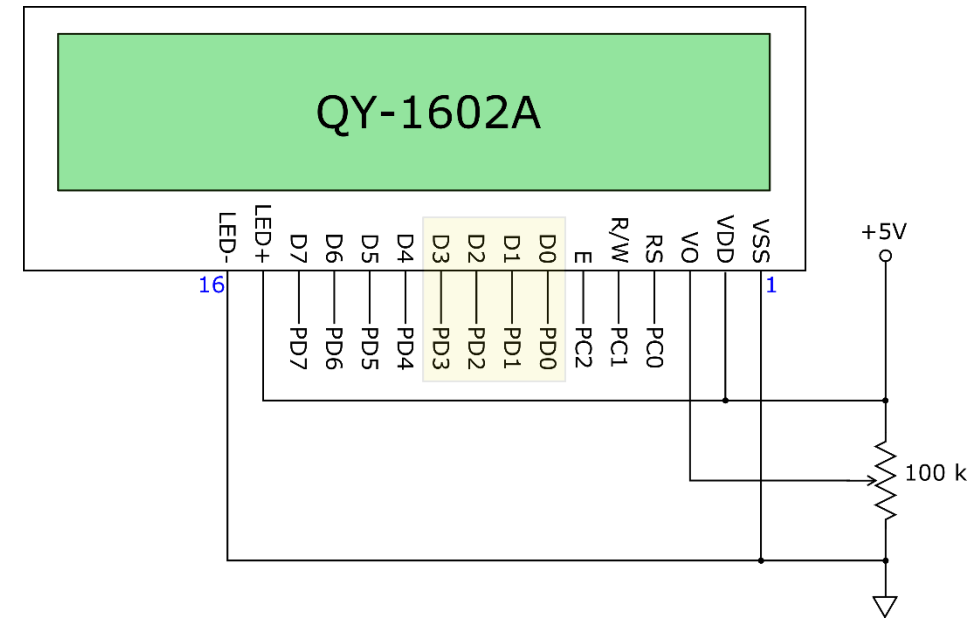 QY-1602A
LED-
LED+
D7
D6
D5
D4
D3
D2
D1
D0
E
R/W
RS
VO
VDD
VSS
+5V
16
1
PD7
PD6
PD5
PD4
PD3
PD2
PD1
PD0
PC2
PC1
PC0
100 k